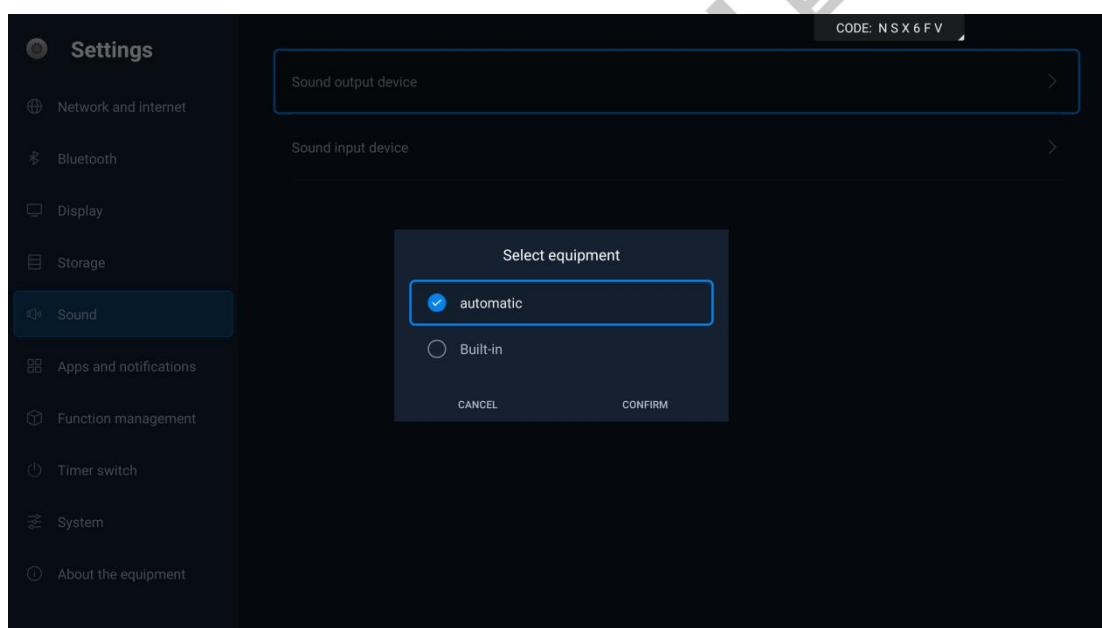 CODE: N S X 6 F V
Settings
Network and internet
Bluetooth
Display
Storage
Sound
Apps and notifications
Function management
Timer switch
System
About the equipment
Sound output device
Sound input device
Select equipment
automatic
Built-in
CANCEL CONFIRM